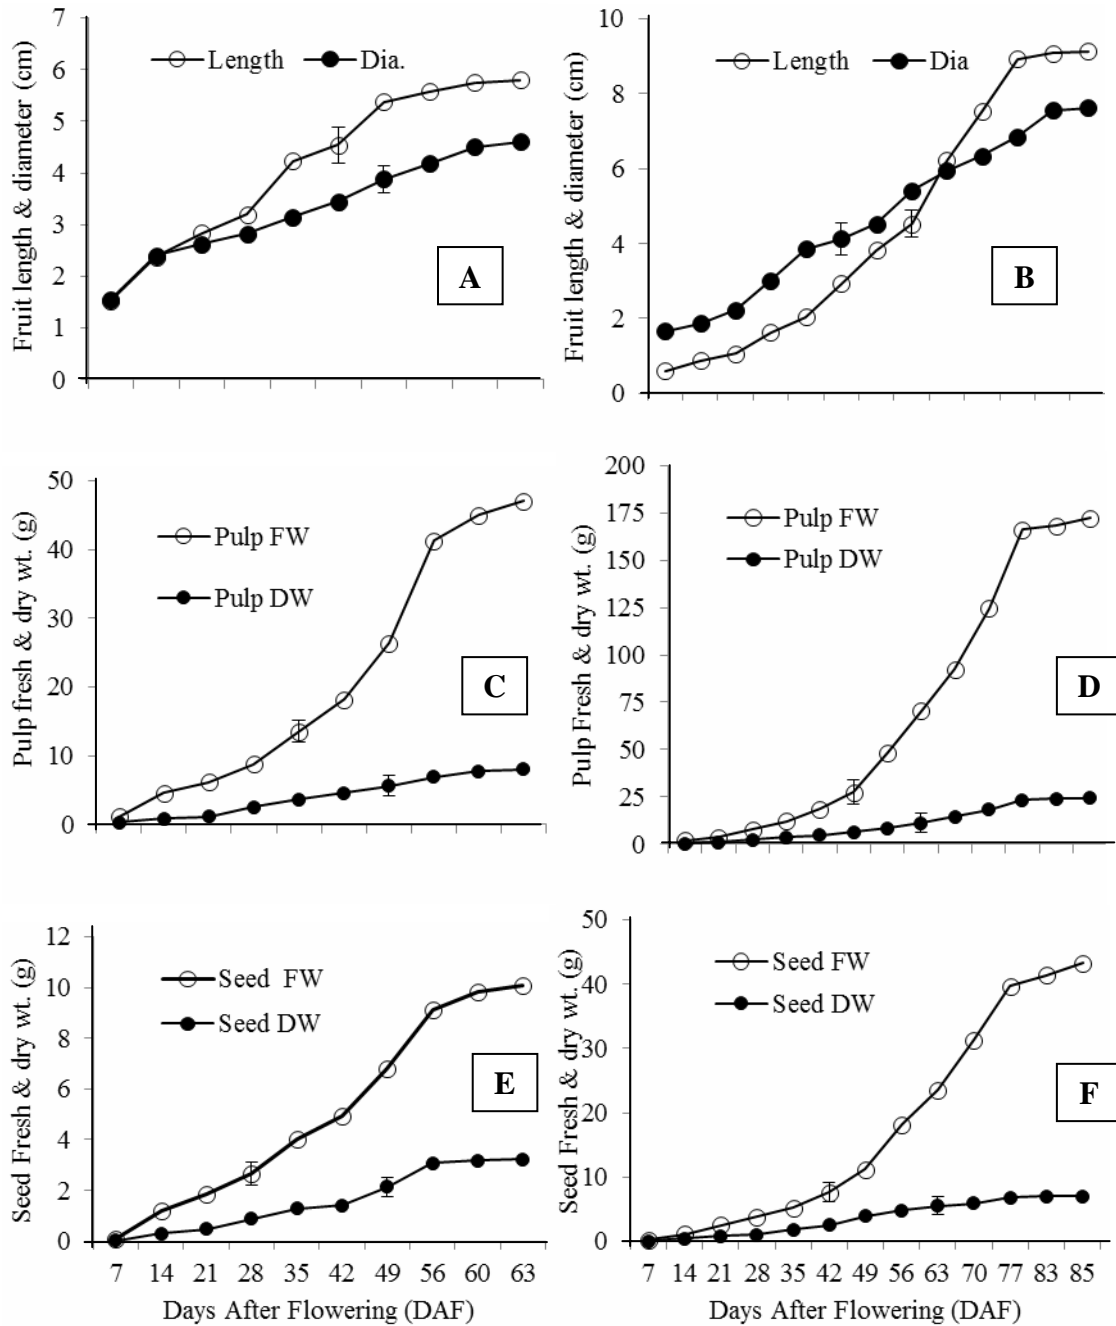 Fruit length & diameter (cm)
7
6
5
4
3
2
1
0
Length
Dia.
A
Fruit length & diameter (cm)
10
8
6
4
2
0
Length
Dia
B
Pulp fresh & dry wt. (g)
50
40
30
20
10
0
Pulp FW
Pulp DW
C
Pulp Fresh & dry wt. (g)
200
175
150
125
100
75
50
25
0
Pulp FW
Pulp DW
D
Seed Fresh & dry wt. (g)
12
10
8
6
4
2
0
Seed FW
Seed DW
E
7 14 21 28 35 42 49 56 60 63
Days After Flowering (DAF)
Seed Fresh & dry wt. (g)
50
40
30
20
10
0
Seed FW
Seed DW
F
7 14 21 28 35 42 49 56 63 70 77 83 85
Days After Flowering (DAF)